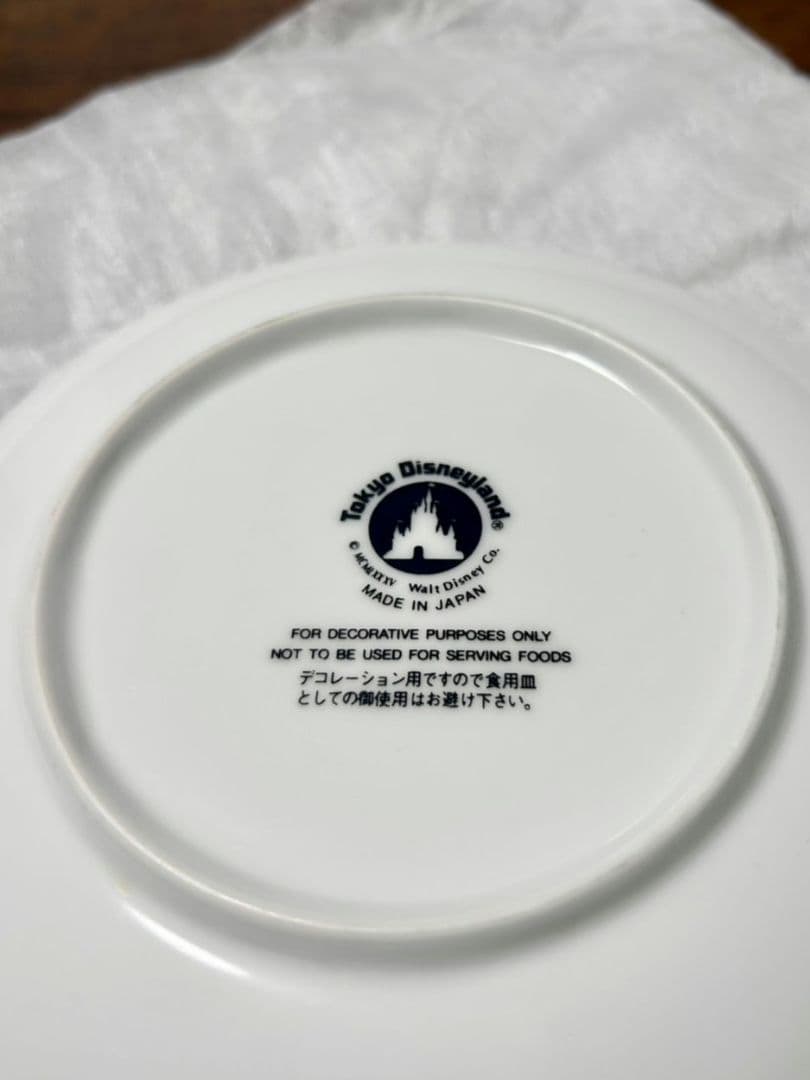 Tokyo Disneyland®
© MCMLXXXV Walt Disney Co.
MADE IN JAPAN
FOR DECORATIVE PURPOSES ONLY
NOT TO BE USED FOR SERVING FOODS
デコレーション用ですので食用皿
としての御使用はお避け下さい。